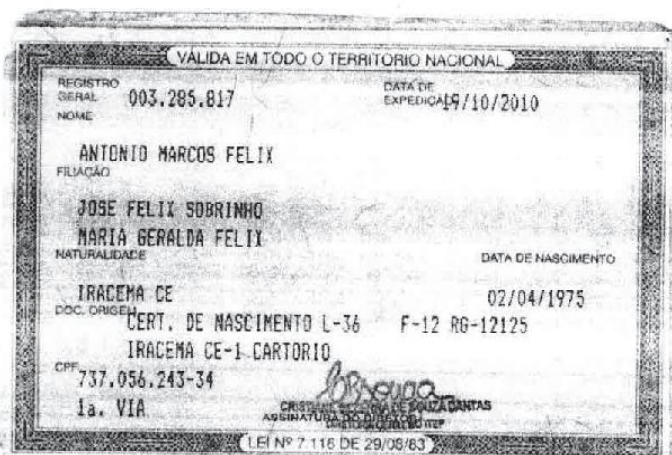 VÁLIDA EM TODO O TERRITÓRIO NACIONAL
REGISTRO GERAL 003.285.817
DATA DE EXPEDIÇÃO 19/10/2010
NOME
ANTONIO MARCOS FELIX
FILIAÇÃO
JOSE FELIX SOBRINHO
MARIA GERALDA FELIX
NATURALIDADE
DATA DE NASCIMENTO
IRACEMA CE
02/04/1975
DOC. ORIGEM
CERT. DE NASCIMENTO L-36 F-12 RG-12125
IRACEMA CE-1 CARTORIO
CPF 737.056.243-34
1a. VIA
DE SOUZA DANTAS
ASSINATURA DO DIRETOR
LEI Nº 7.116 DE 29/08/83